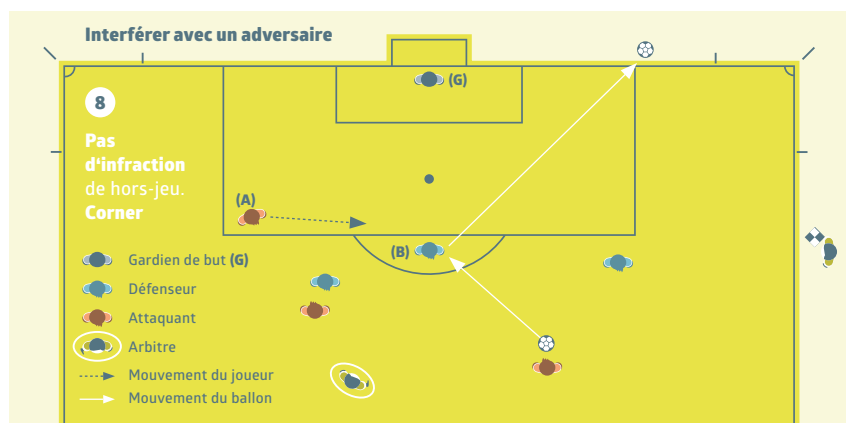 Interférer avec un adversaire
(G)
8
Pas
d'infraction
de hors-jeu.
Corner
(A)
(B)
Gardien de but (G)
Défenseur
Attaquant
Arbitre
Mouvement du joueur
Mouvement du ballon